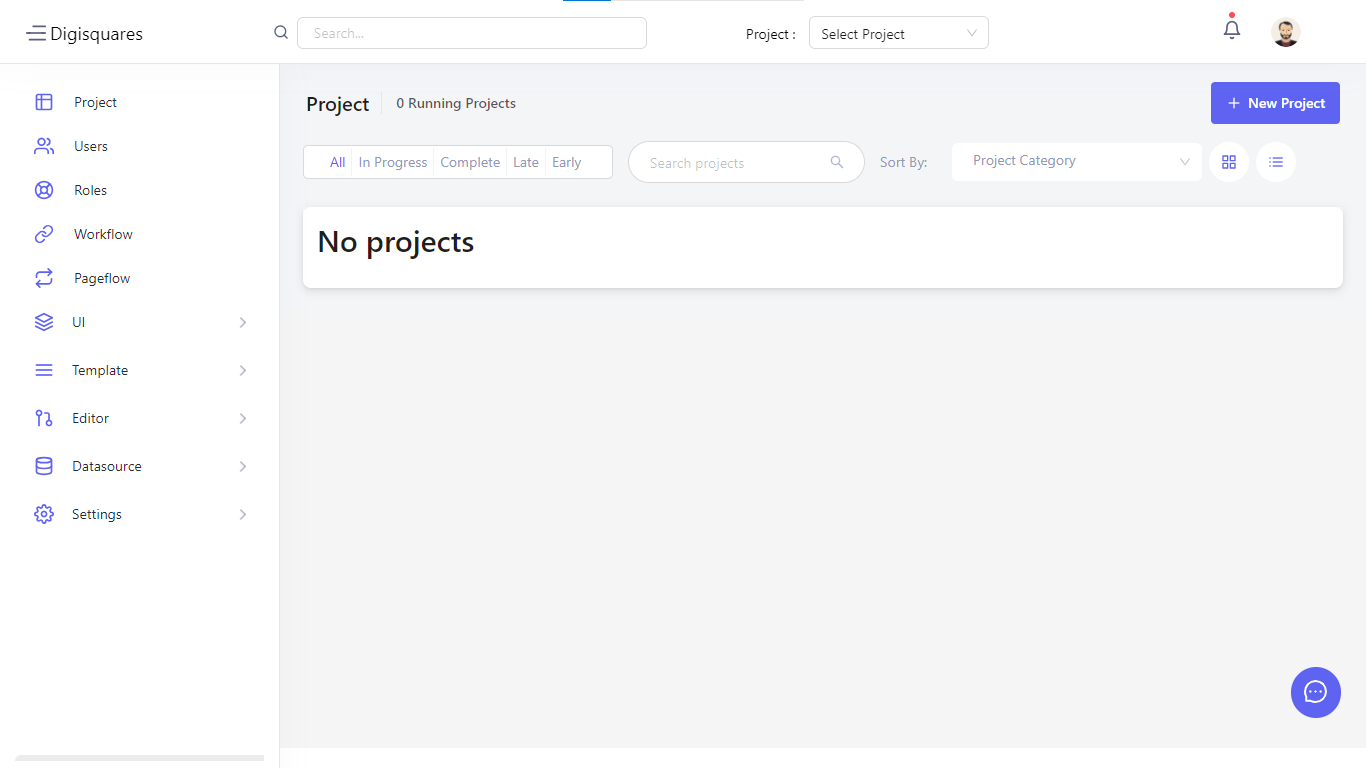 Digisquares
Search...
Project :
Select Project
Project
Users
Roles
Workflow
Pageflow
UI
Template
Editor
Datasource
Settings
Project
0 Running Projects
New Project
All
In Progress
Complete
Late
Early
Search projects
Sort By:
Project Category
No projects